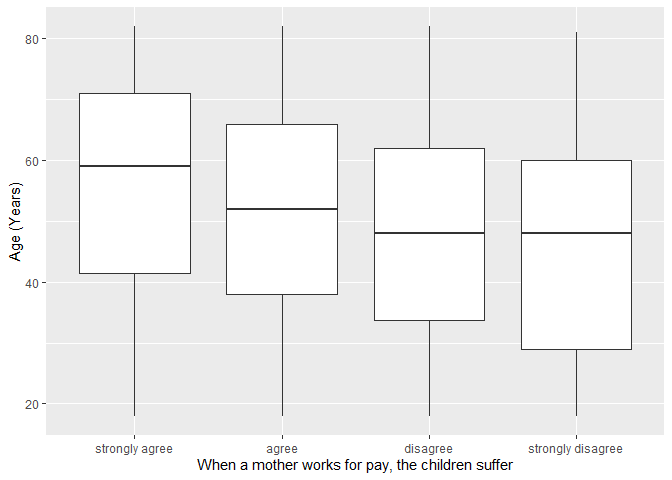 80
60
40
20
Age (Years)
strongly agree agree disagree strongly disagree
When a mother works for pay, the children suffer